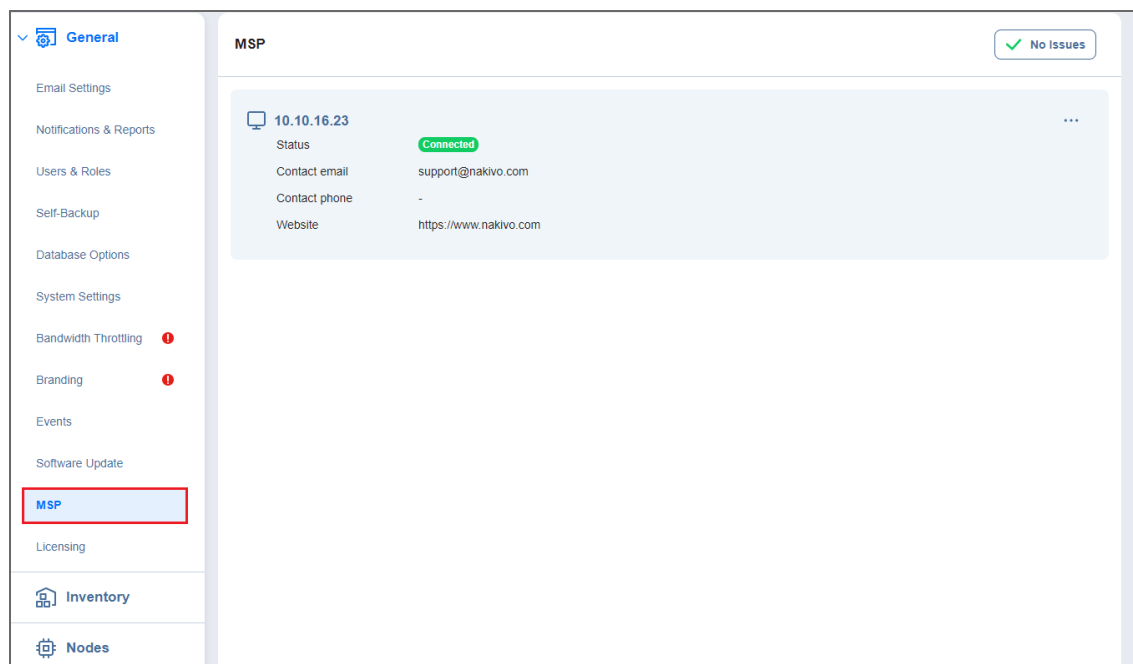 General
Email Settings
Notifications & Reports
Users & Roles
Self-Backup
Database Options
System Settings
Bandwidth Throttling
Branding
Events
Software Update
MSP
Licensing
Inventory
Nodes
MSP
No Issues
10.10.16.23
Status Connected
Contact email support@nakivo.com
Contact phone -
Website https://www.nakivo.com